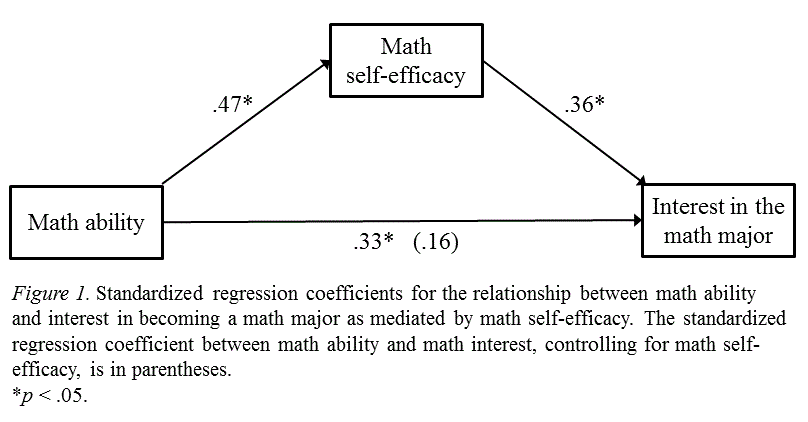 Math
self-efficacy
.47*
.36*
Math ability
Interest in the
math major
.33* (.16)
Figure 1. Standardized regression coefficients for the relationship between math ability
and interest in becoming a math major as mediated by math self-efficacy. The standardized
regression coefficient between math ability and math interest, controlling for math self-
efficacy, is in parentheses.
*p < .05.